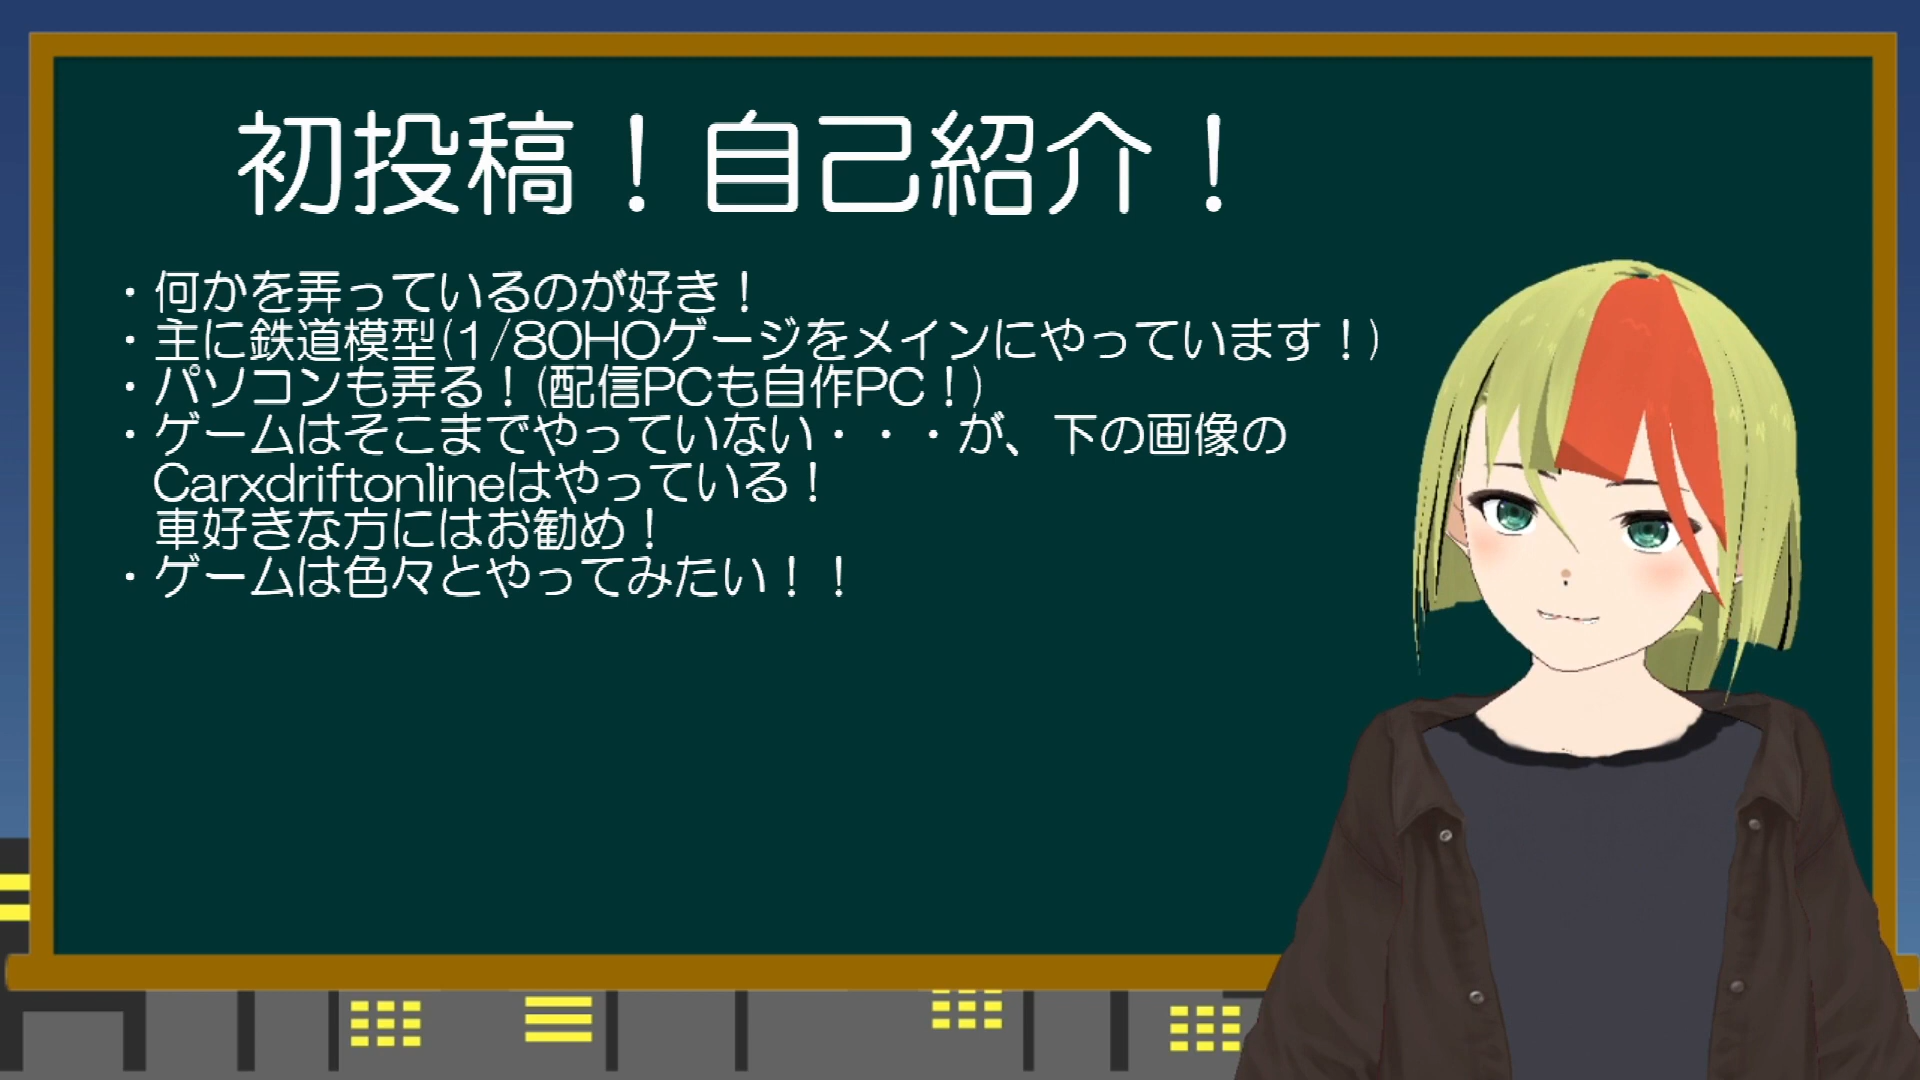 初投稿！自己紹介！
・何かを弄っているのが好き！
・主に鉄道模型(1/80HOゲージをメインにやっています！)
・パソコンも弄る！(配信PCも自作PC！)
・ゲームはそこまでやっていない・・・が、下の画像の
Carxdriftonlineはやっている！
車好きな方にはお勧め！
・ゲームは色々とやってみたい！！